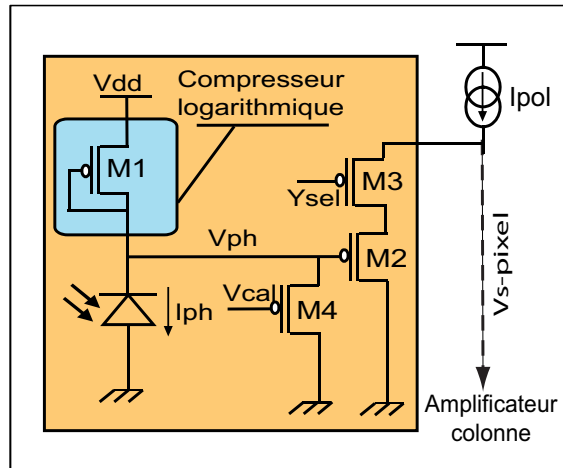 Vdd
Compresseur
logarithmique
Ipol
M1
M3
Ysel
Vph
M2
Vcal
M4
Iph
Vs-pixel
Amplificateur
colonne